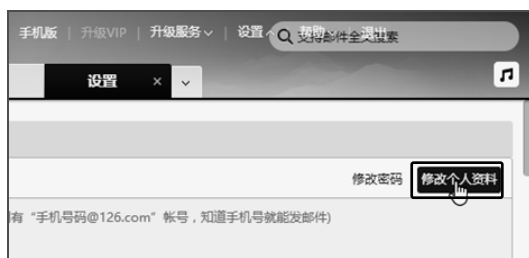 手机版 | 升级VIP | 升级服务 | 设置 帮助 退出
支持邮件全文搜索
设置 ×
修改密码 修改个人资料
有“手机号码@126.com”帐号，知道手机号就能发邮件)